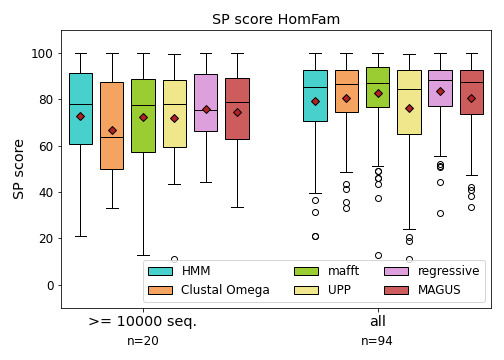 SP score HomFam
SP score
100
80
60
40
20
0
HMM
mafft
regressive
Clustal Omega
UPP
MAGUS
>= 10000 seq.
all
n=20
n=94